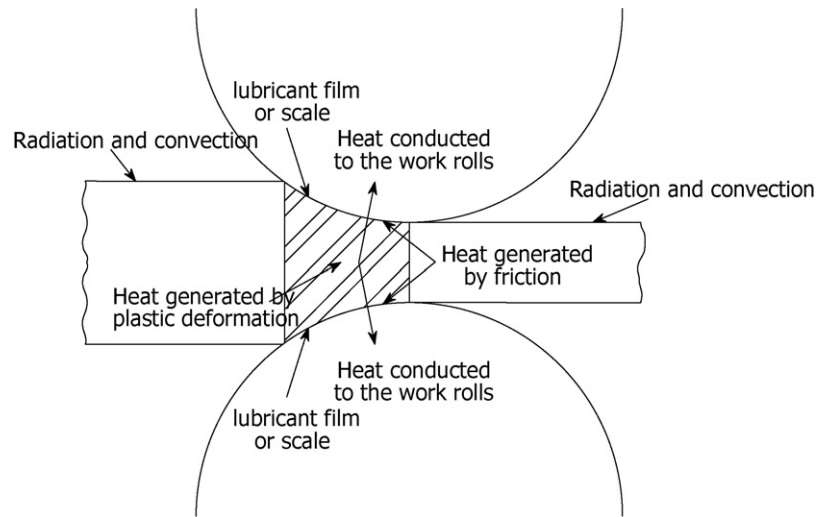 lubricant film
or scale
Radiation and convection
Heat conducted
to the work rolls
Radiation and convection
Heat generated
by friction
Heat generated by
plastic deformation
Heat conducted
to the work rolls
lubricant film
or scale